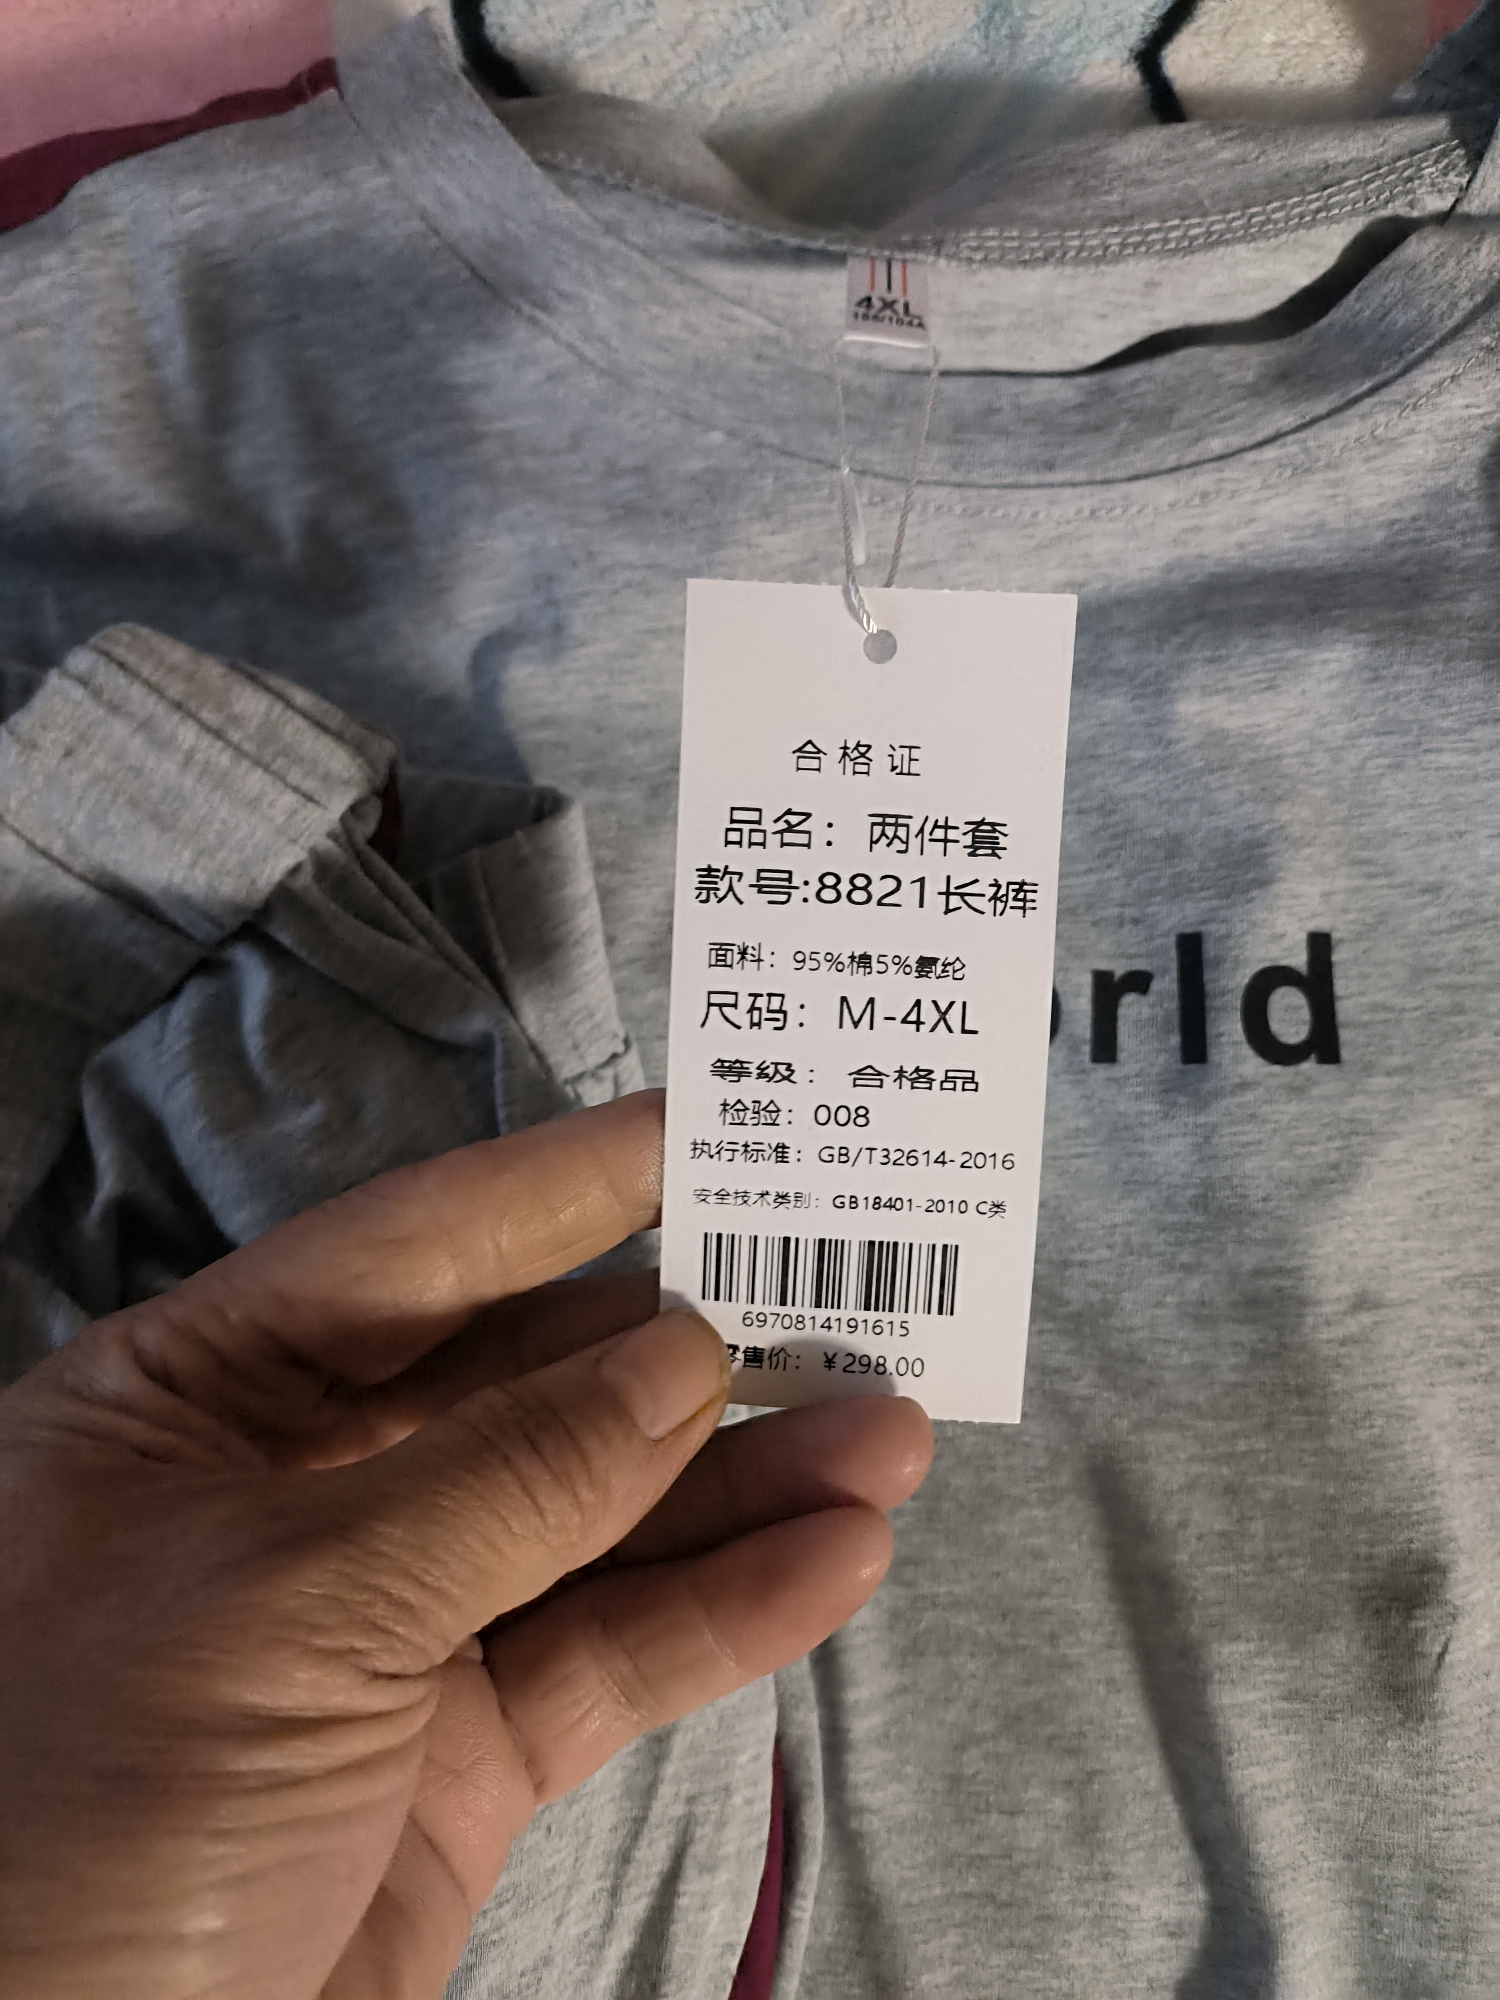 4XL
合格证
品名：两件套
款号:8821长裤
面料：95%棉5%氨纶
尺码：M-4XL
等级：合格品
检验：008
执行标准：GB/T32614-2016
安全技术类别：GB18401-2010 C类
6970814191615
零售价：￥298.00
orld